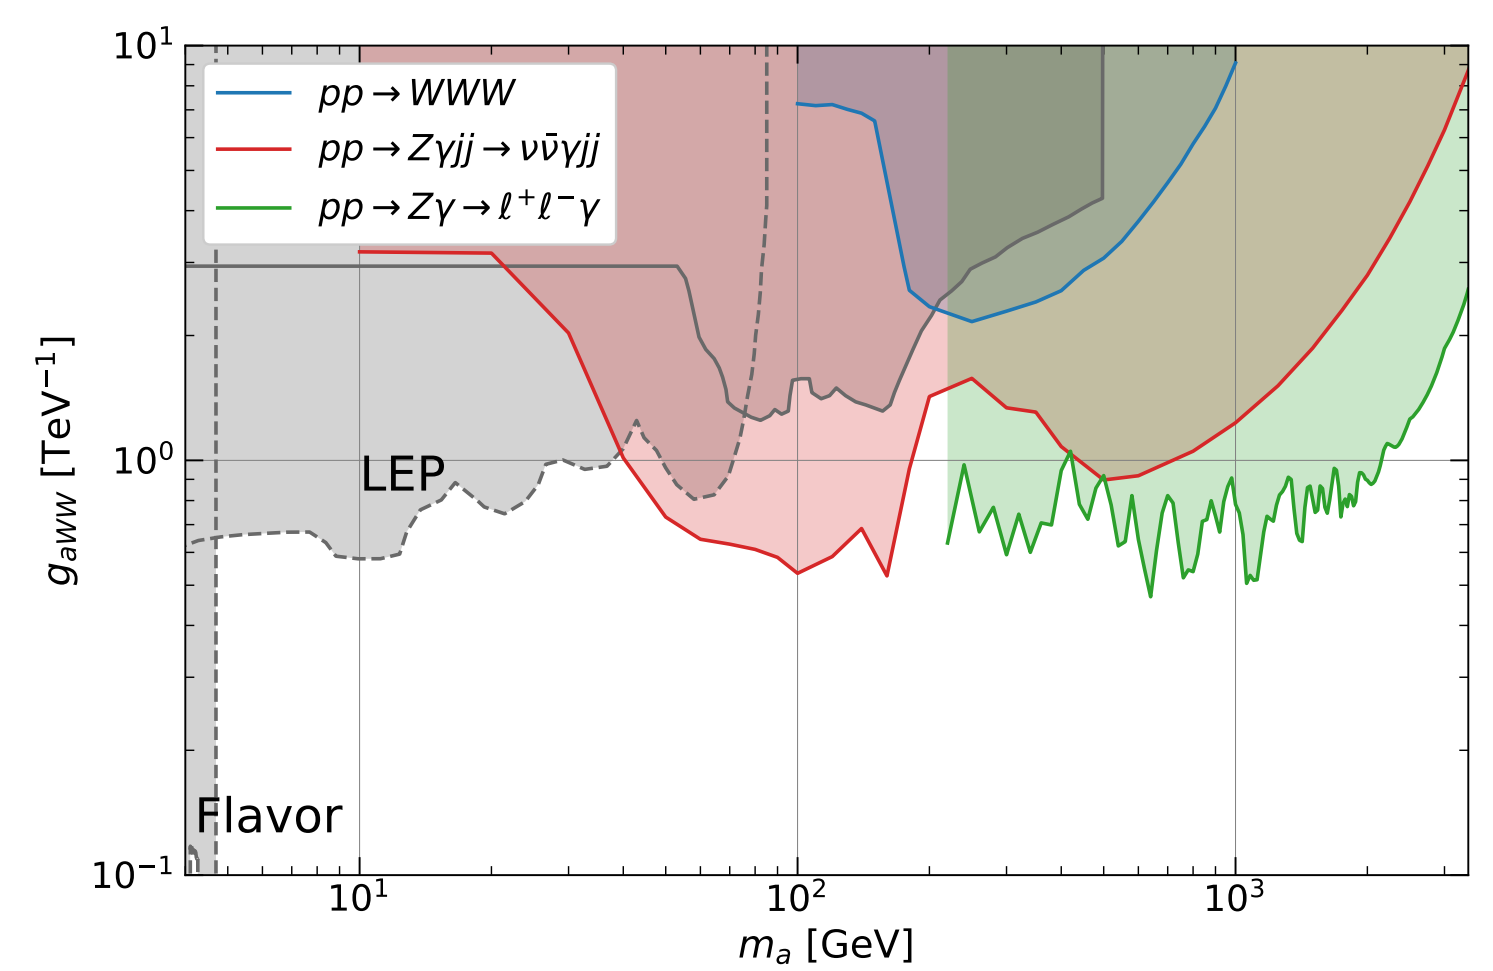 10¹
pp → WWW
pp → Zγjj → νν̄γjj
pp → Zγ → ℓ⁺ℓ⁻γ
g_aWW [TeV⁻¹]
10⁰
LEP
Flavor
10⁻¹
10¹ 10² 10³
m_a [GeV]